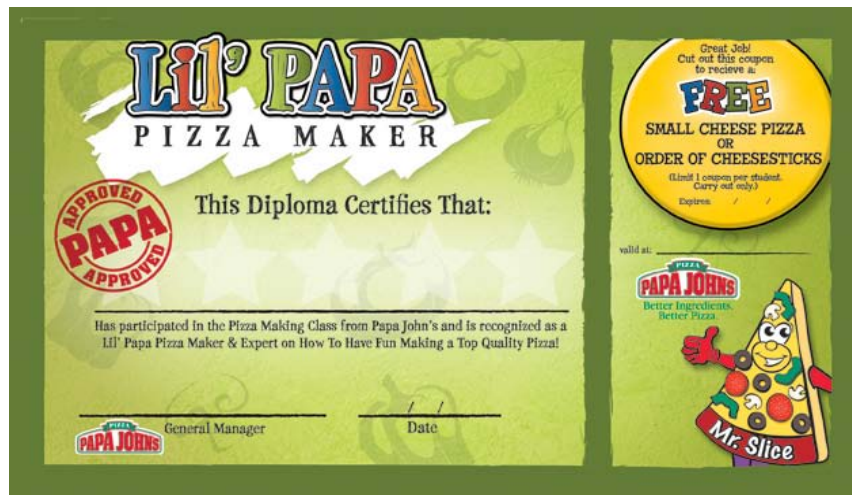 LiL' PAPA
PIZZA MAKER
APPROVED
PAPA
APPROVED
This Diploma Certifies That:
Has participated in the Pizza Making Class from Papa John's and is recognized as a
Lil' Papa Pizza Maker & Expert on How To Have Fun Making a Top Quality Pizza!
PIZZA
PAPA JOHNS
General Manager
/ /
Date
Great Job!
Cut out this coupon
to recieve a:
FREE
SMALL CHEESE PIZZA
OR
ORDER OF CHEESESTICKS
(Limit 1 coupon per student.
Carry out only.)
Expires: / /
valid at:
PIZZA
PAPA JOHNS
Better Ingredients.
Better Pizza.
Mr. Slice